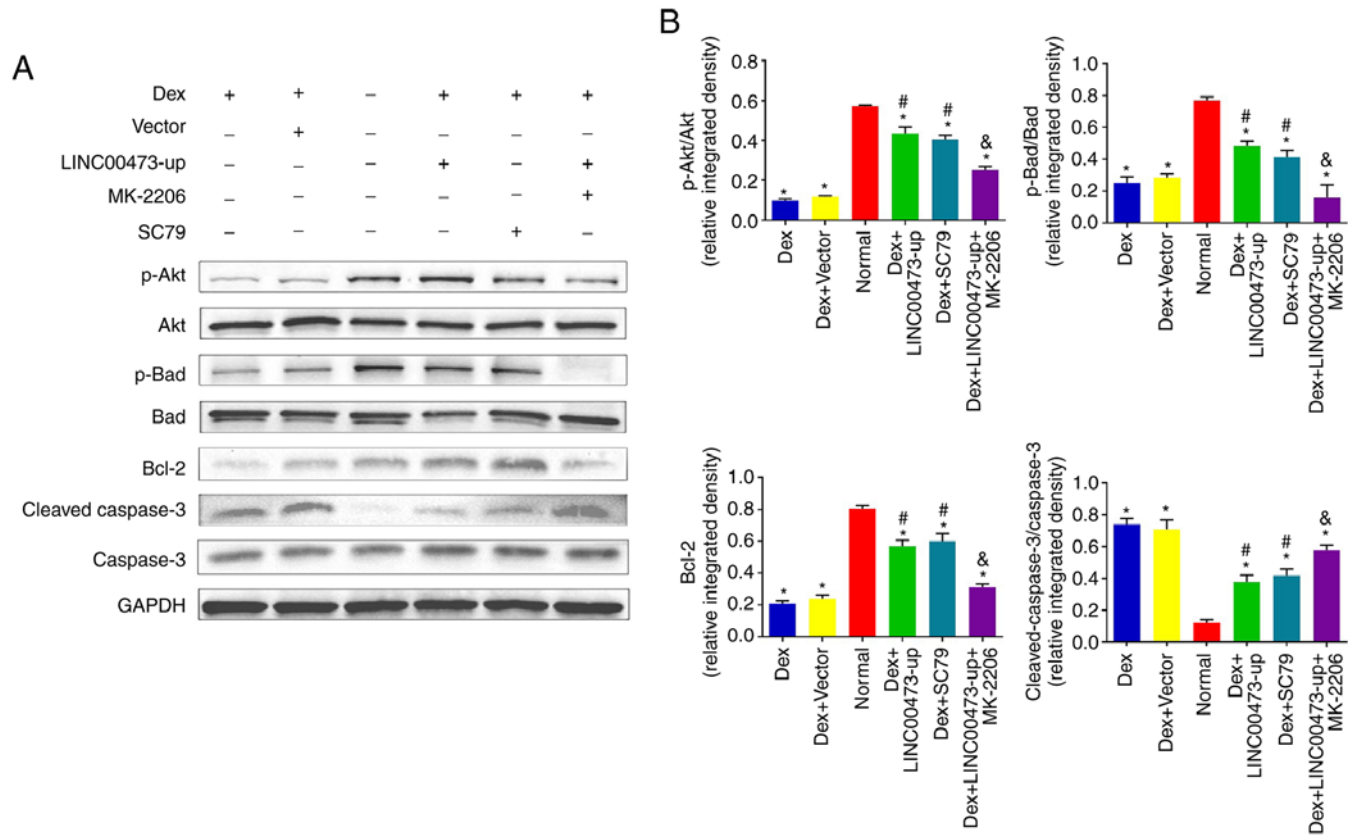 A
Dex + + – + + +
Vector – + – – – –
LINC00473-up – – – + – +
MK-2206 – – – – – +
SC79 – – – – + –
p-Akt
Akt
p-Bad
Bad
Bcl-2
Cleaved caspase-3
Caspase-3
GAPDH
B
p-Akt/Akt
(relative integrated density)
0.8
0.6
0.4
0.2
0.0
*
*
#
*
#
*
&
*
Dex
Dex+Vector
Normal
Dex+
LINC00473-up
Dex+SC79
Dex+LINC00473-up+
MK-2206
p-Bad/Bad
(relative integrated density)
1.0
0.8
0.6
0.4
0.2
0.0
*
*
#
*
#
*
&
*
Dex
Dex+Vector
Normal
Dex+
LINC00473-up
Dex+SC79
Dex+LINC00473-up+
MK-2206
Bcl-2
(relative integrated density)
1.0
0.8
0.6
0.4
0.2
0.0
*
*
#
*
#
*
&
*
Dex
Dex+Vector
Normal
Dex+
LINC00473-up
Dex+SC79
Dex+LINC00473-up+
MK-2206
Cleaved-caspase-3/caspase-3
(relative integrated density)
1.0
0.8
0.6
0.4
0.2
0.0
*
*
#
*
#
*
&
*
Dex
Dex+Vector
Normal
Dex+
LINC00473-up
Dex+SC79
Dex+LINC00473-up+
MK-2206